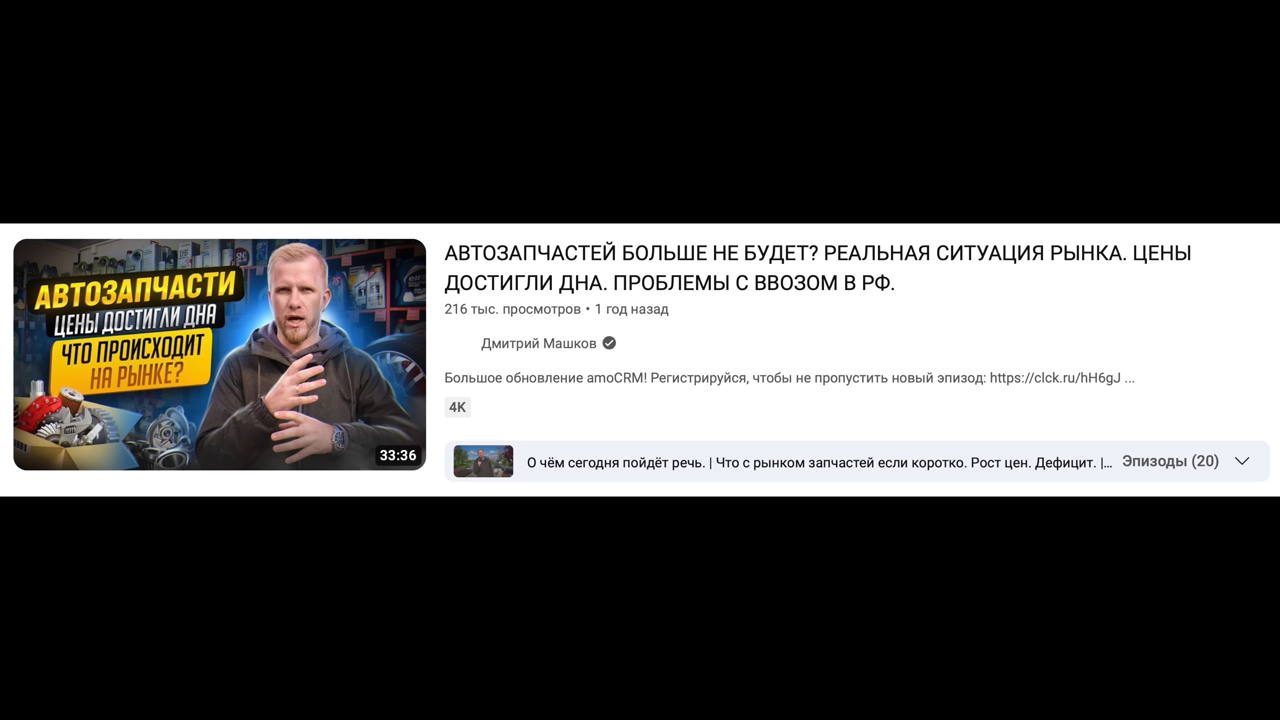 АВТОЗАПЧАСТИ
ЦЕНЫ ДОСТИГЛИ ДНА
ЧТО ПРОИСХОДИТ
НА РЫНКЕ?
33:36
АВТОЗАПЧАСТЕЙ БОЛЬШЕ НЕ БУДЕТ? РЕАЛЬНАЯ СИТУАЦИЯ РЫНКА. ЦЕНЫ
ДОСТИГЛИ ДНА. ПРОБЛЕМЫ С ВВОЗОМ В РФ.
216 тыс. просмотров • 1 год назад
Дмитрий Машков
Большое обновление amoCRM! Регистрируйся, чтобы не пропустить новый эпизод: https://clck.ru/hH6gJ ...
4K
О чём сегодня пойдёт речь. | Что с рынком запчастей если коротко. Рост цен. Дефицит. |... Эпизоды (20)